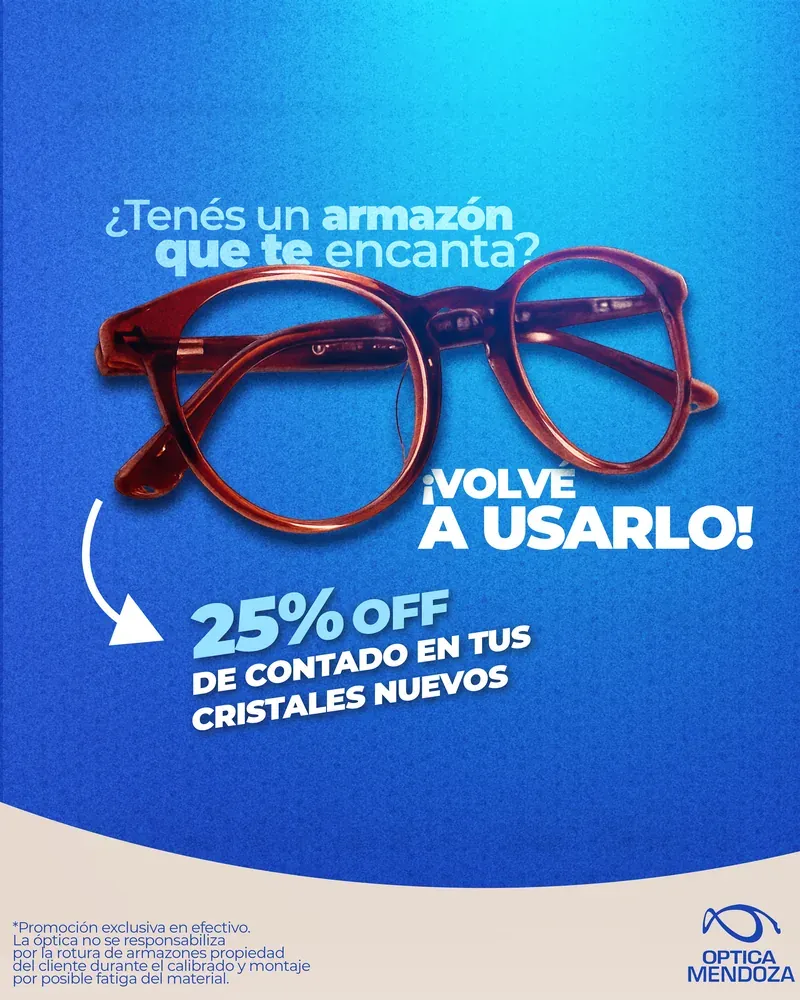 ¿Tenés un armazón
que te encanta?
¡VOLVÉ
A USARLO!
25% OFF
DE CONTADO EN TUS
CRISTALES NUEVOS
*Promoción exclusiva en efectivo.
La óptica no se responsabiliza
por la rotura de armazones propiedad
del cliente durante el calibrado y montaje
por posible fatiga del material.
OPTICA
MENDOZA